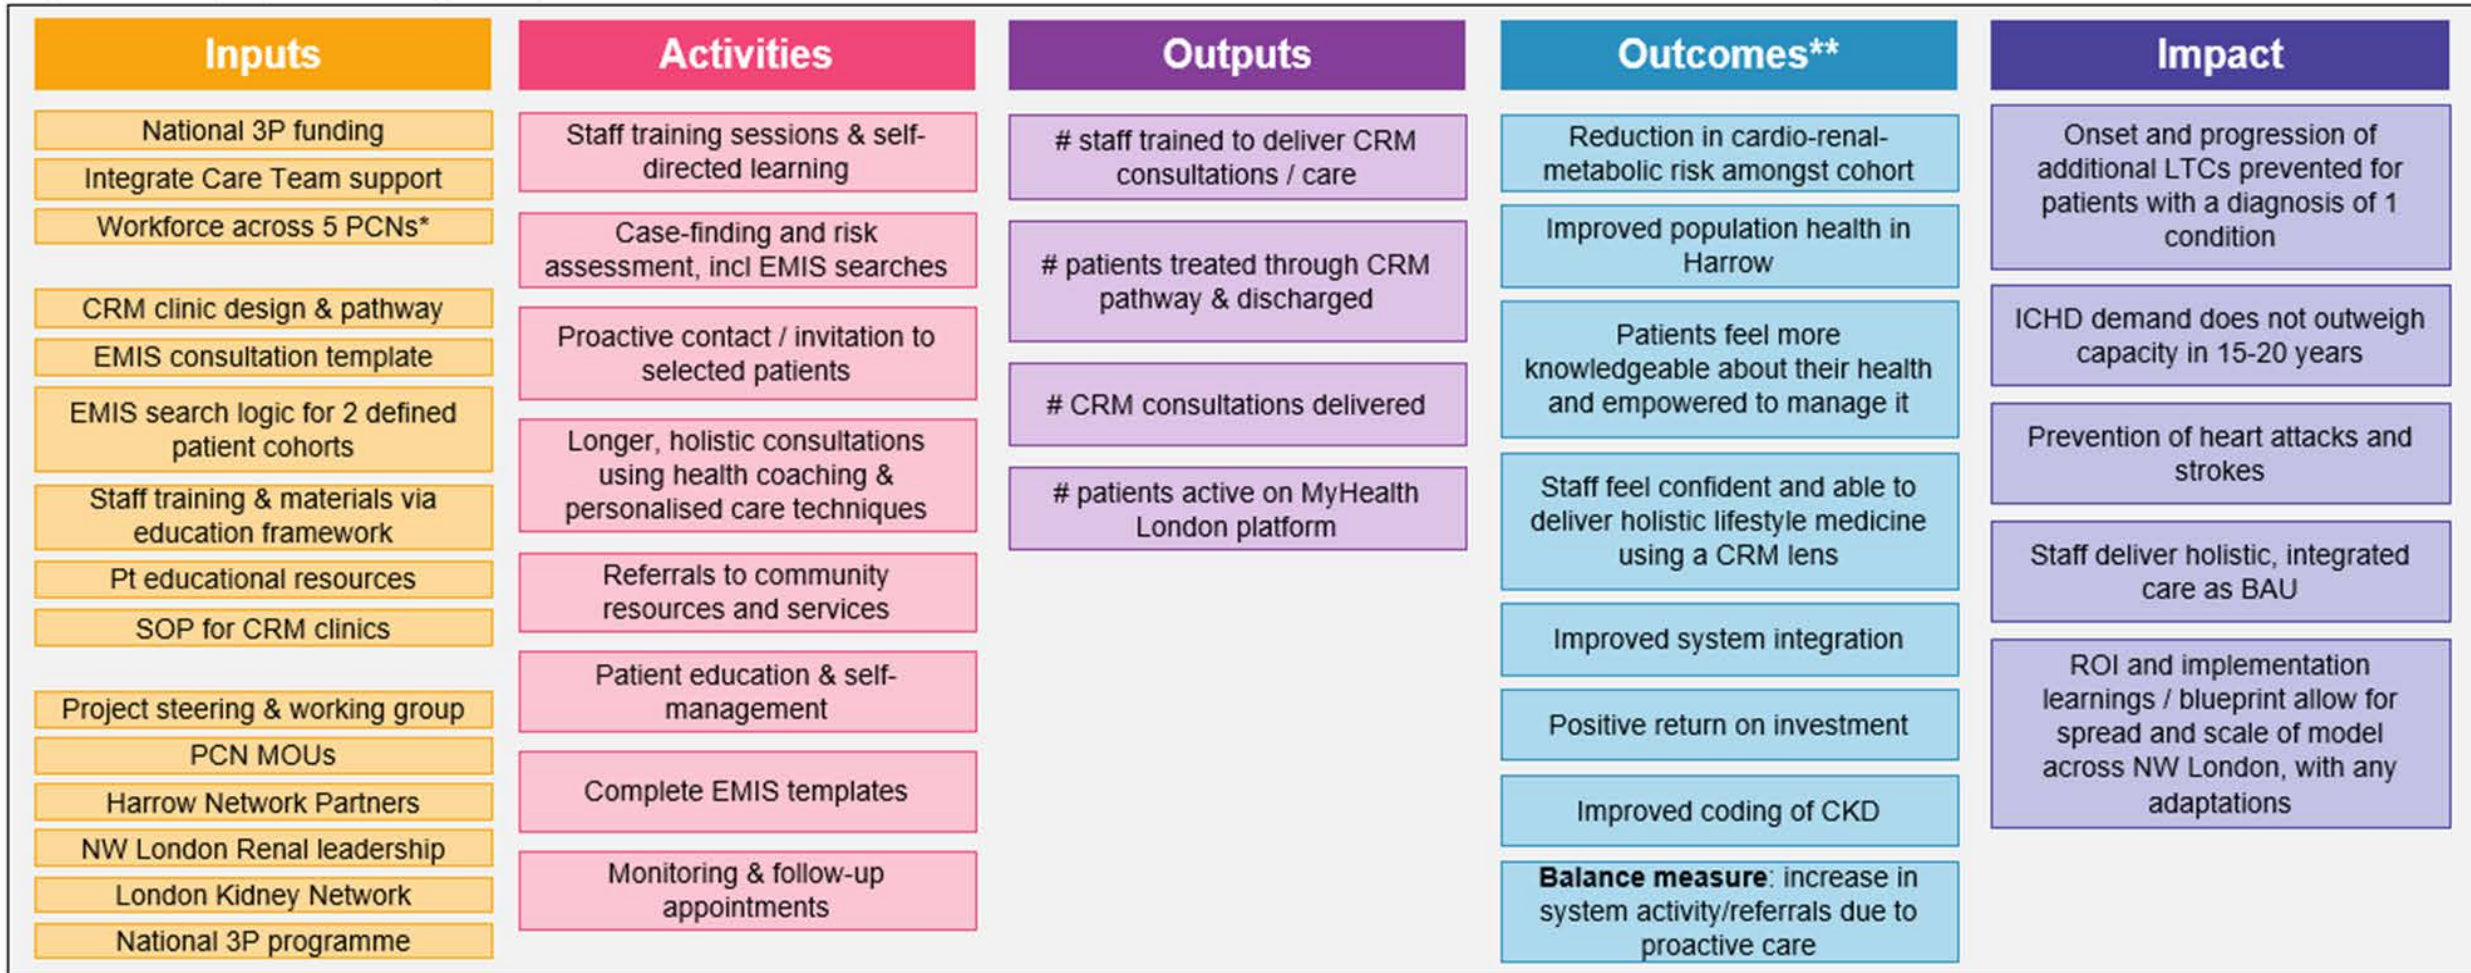 Inputs
National 3P funding
Integrate Care Team support
Workforce across 5 PCNs*
CRM clinic design & pathway
EMIS consultation template
EMIS search logic for 2 defined
patient cohorts
Staff training & materials via
education framework
Pt educational resources
SOP for CRM clinics
Project steering & working group
PCN MOUs
Harrow Network Partners
NW London Renal leadership
London Kidney Network
National 3P programme
Activities
Staff training sessions & self-
directed learning
Case-finding and risk
assessment, incl EMIS searches
Proactive contact / invitation to
selected patients
Longer, holistic consultations
using health coaching &
personalised care techniques
Referrals to community
resources and services
Patient education & self-
management
Complete EMIS templates
Monitoring & follow-up
appointments
Outputs
# staff trained to deliver CRM
consultations / care
# patients treated through CRM
pathway & discharged
# CRM consultations delivered
# patients active on MyHealth
London platform
Outcomes**
Reduction in cardio-renal-
metabolic risk amongst cohort
Improved population health in
Harrow
Patients feel more
knowledgeable about their health
and empowered to manage it
Staff feel confident and able to
deliver holistic lifestyle medicine
using a CRM lens
Improved system integration
Positive return on investment
Improved coding of CKD
Balance measure: increase in
system activity/referrals due to
proactive care
Impact
Onset and progression of
additional LTCs prevented for
patients with a diagnosis of 1
condition
ICHD demand does not outweigh
capacity in 15-20 years
Prevention of heart attacks and
strokes
Staff deliver holistic, integrated
care as BAU
ROI and implementation
learnings / blueprint allow for
spread and scale of model
across NW London, with any
adaptations